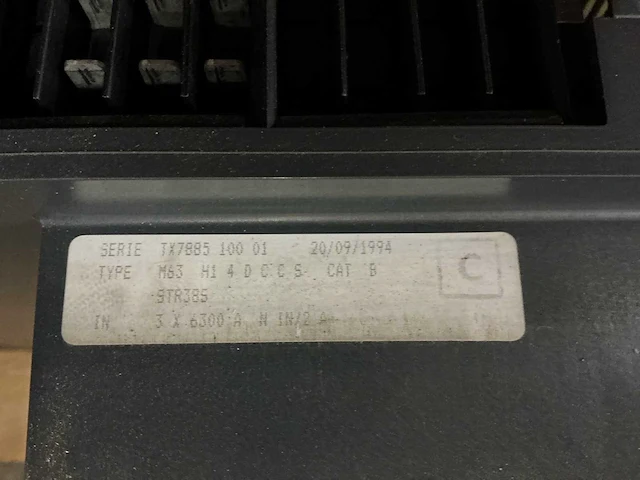 SERIE TX7885 100 01 20/09/1994
TYPE M63 H1 4 D C C S CAT B
C
STR38S
IN 3 X 6300 A N IN/2 A